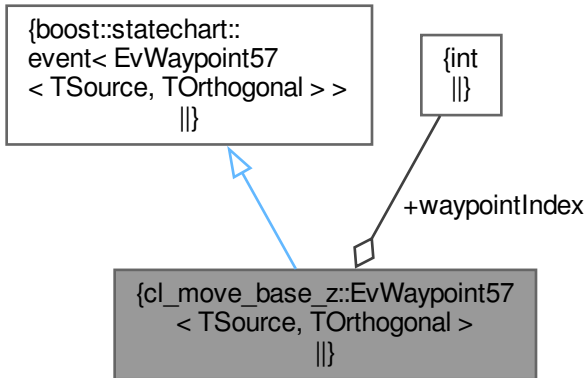 {boost::statechart::
event< EvWaypoint57
< TSource, TOrthogonal > >
||}
{int
||}
+waypointIndex
{cl_move_base_z::EvWaypoint57
< TSource, TOrthogonal >
||}